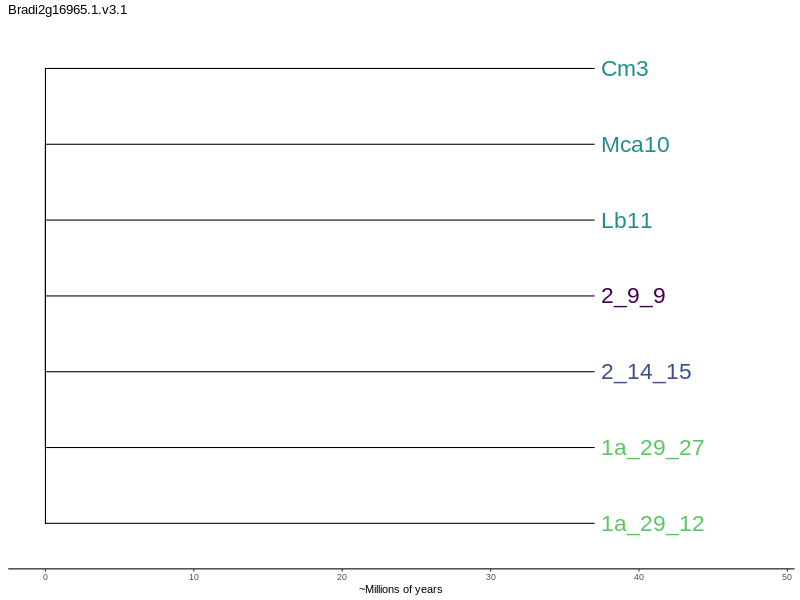 Bradi2g16965.1.v3.1
Cm3
Mca10
Lb11
2_9_9
2_14_15
1a_29_27
1a_29_12
0 10 20 30 40 50
~Millions of years